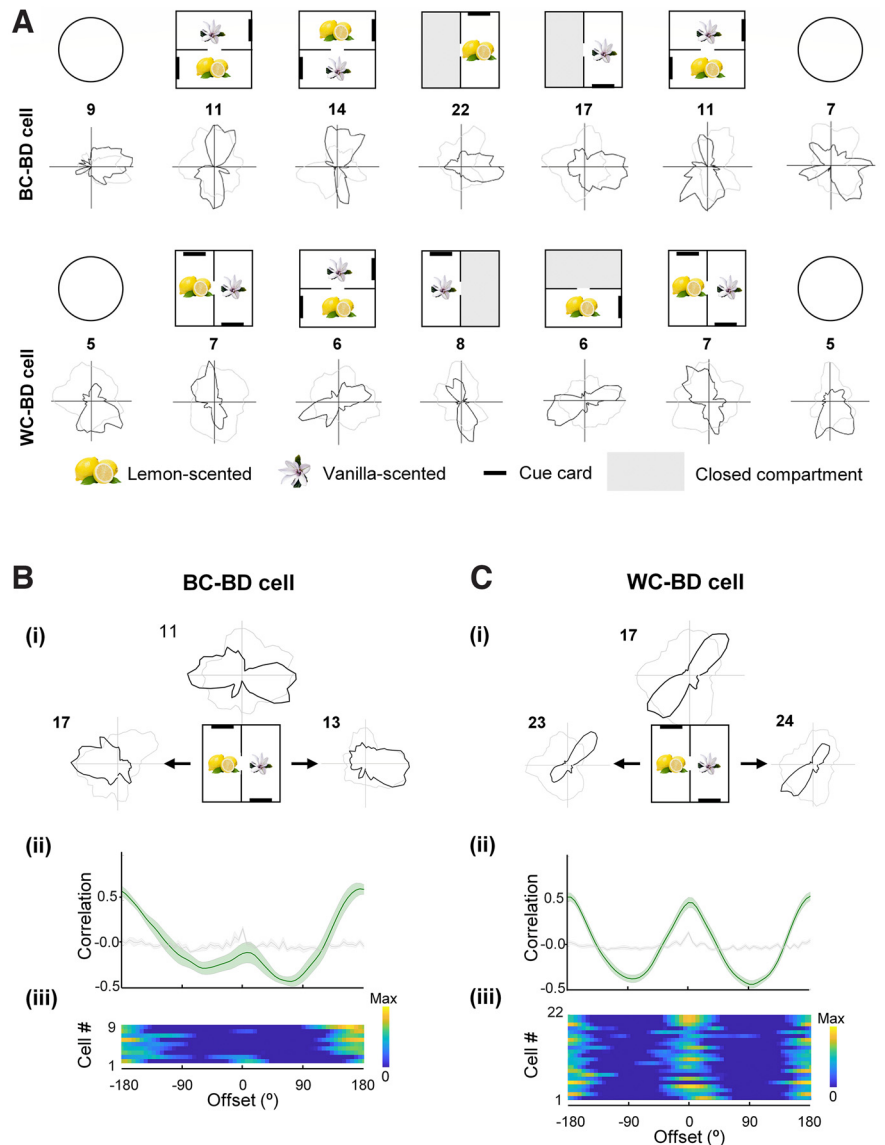 A
9 11 14 22 17 11 7
BC-BD cell
5 7 6 8 6 7 5
WC-BD cell
Lemon-scented Vanilla-scented Cue card Closed compartment
B
BC-BD cell
(i)
11
17 13
(ii)
Correlation
0.5
-0.0
-0.5
(iii)
Cell #
9
1
Max
0
-180 -90 0 90 180
Offset (º)
C
WC-BD cell
(i)
17
23 24
(ii)
Correlation
0.5
-0.0
-0.5
(iii)
Cell #
22
1
Max
0
-180 -90 0 90 180
Offset (º)